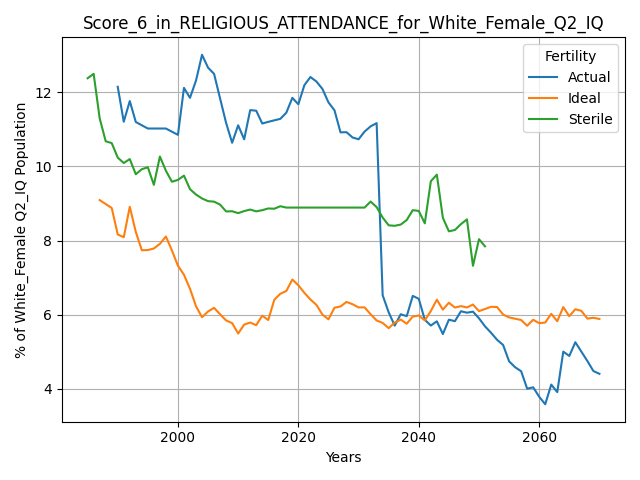 Score_6_in_RELIGIOUS_ATTENDANCE_for_White_Female_Q2_IQ
Fertility
Actual
Ideal
Sterile
% of White_Female Q2_IQ Population
12
10
8
6
4
2000
2020
2040
2060
Years